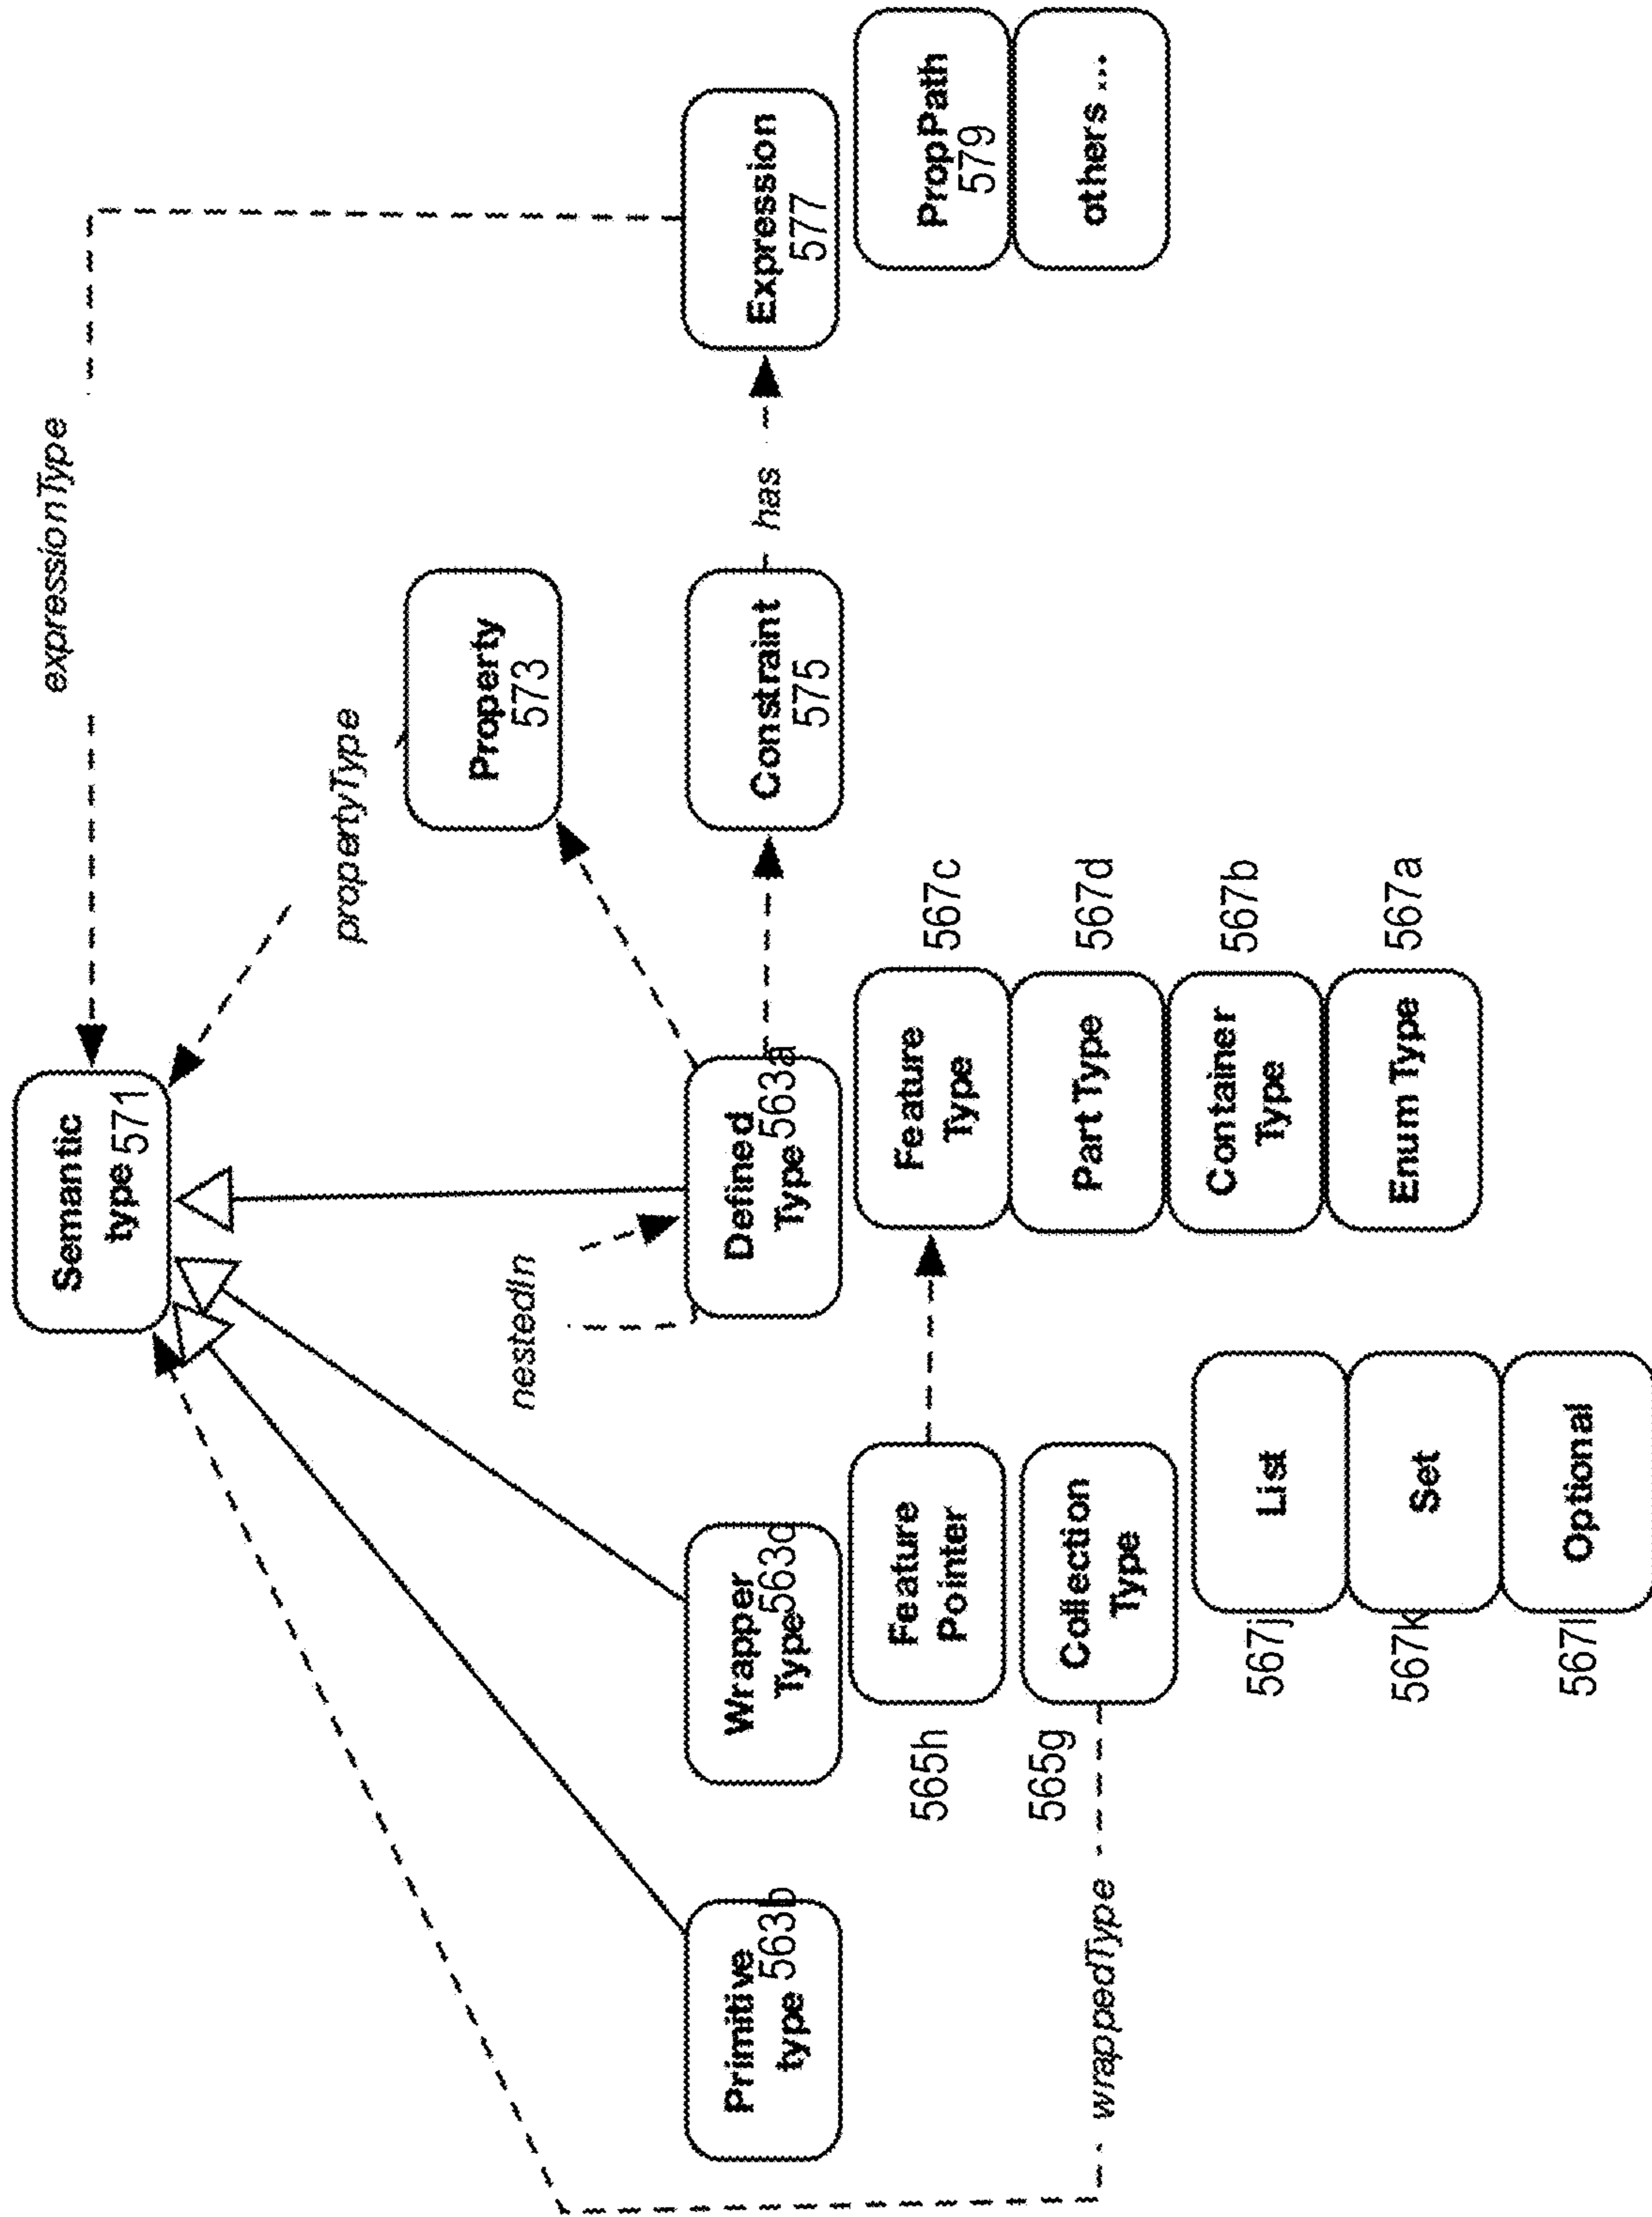 Semantic
type 571
expressionType
propertyType
Property
573
nestedIn
Primitive
type 563b
Wrapper
Type 563c
Defined
Type 563a
Constraint
575
has
Expression
577
565h
Feature
Pointer
Feature
Type
567c
PropPath
579
565g
Collection
Type
Part Type
567d
others...
wrappedType
567j
List
Container
Type
567b
567k
Set
Enum Type
567a
567l
Optional